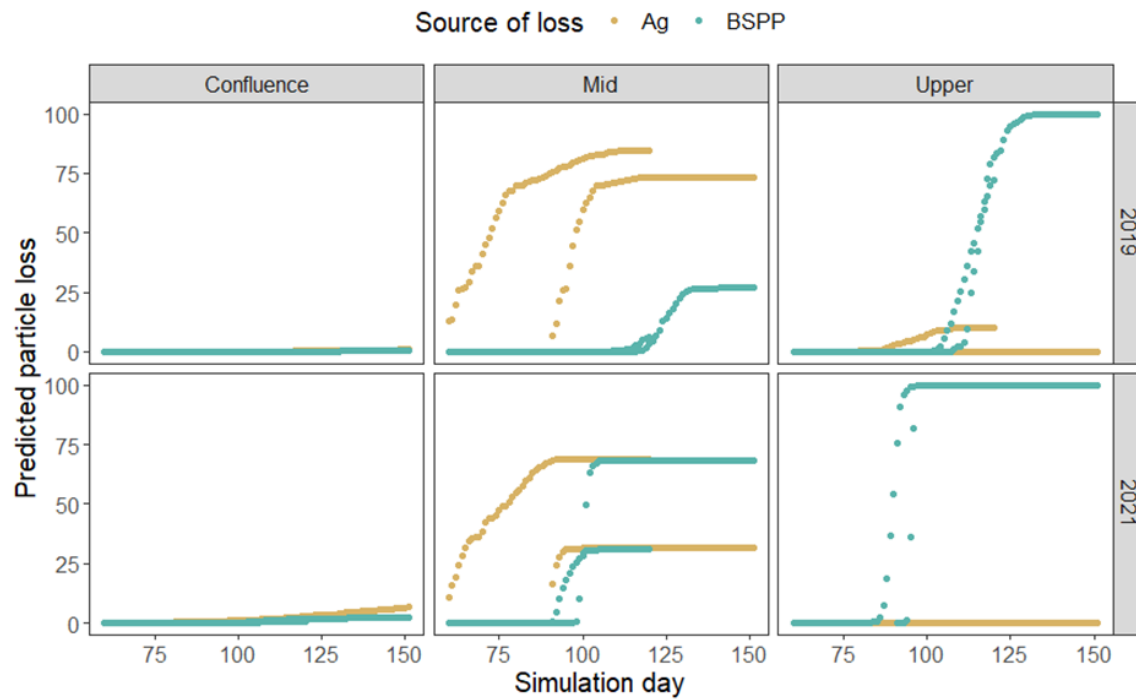 Source of loss Ag BSPP
Confluence Mid Upper
100
75
50
25
0
2019
100
75
50
25
0
2021
Predicted particle loss
75 100 125 150 75 100 125 150 75 100 125 150
Simulation day